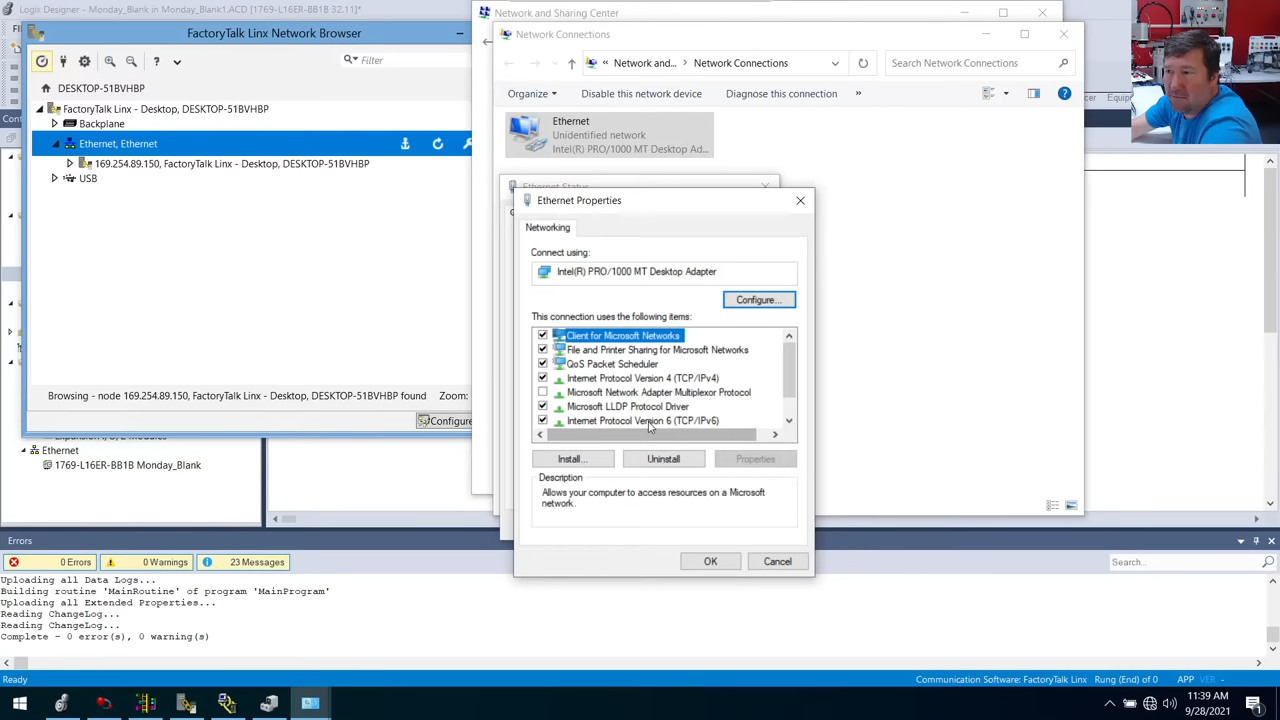 Logix Designer - Monday_Blank in Monday_Blank1.ACD [1769-L16ER-BB1B 32.11]*
FactoryTalk Linx Network Browser
Filter
DESKTOP-51BVHBP
FactoryTalk Linx - Desktop, DESKTOP-51BVHBP
Backplane
Ethernet, Ethernet
169.254.89.150, FactoryTalk Linx - Desktop, DESKTOP-51BVHBP
USB
Browsing - node 169.254.89.150, FactoryTalk Linx - Desktop, DESKTOP-51BVHBP found
Zoom:
Configure
Ethernet
1769-L16ER-BB1B Monday_Blank
Network and Sharing Center
Network Connections
« Network and... > Network Connections
Search Network Connections
Organize
Disable this network device
Diagnose this connection
»
Ethernet
Unidentified network
Intel(R) PRO/1000 MT Desktop Ad...
Ethernet Status
Ethernet Properties
Networking
Connect using:
Intel(R) PRO/1000 MT Desktop Adapter
Configure...
This connection uses the following items:
Client for Microsoft Networks
File and Printer Sharing for Microsoft Networks
QoS Packet Scheduler
Internet Protocol Version 4 (TCP/IPv4)
Microsoft Network Adapter Multiplexor Protocol
Microsoft LLDP Protocol Driver
Internet Protocol Version 6 (TCP/IPv6)
Install...
Uninstall
Properties
Description
Allows your computer to access resources on a Microsoft
network.
OK
Cancel
Errors
0 Errors
0 Warnings
23 Messages
Search...
Uploading all Data Logs...
Building routine 'MainRoutine' of program 'MainProgram'
Uploading all Extended Properties...
Reading ChangeLog...
Reading ChangeLog...
Complete - 0 error(s), 0 warning(s)
Ready
Communication Software: FactoryTalk Linx
Rung (End) of 0
APP
VER
11:39 AM
9/28/2021
1